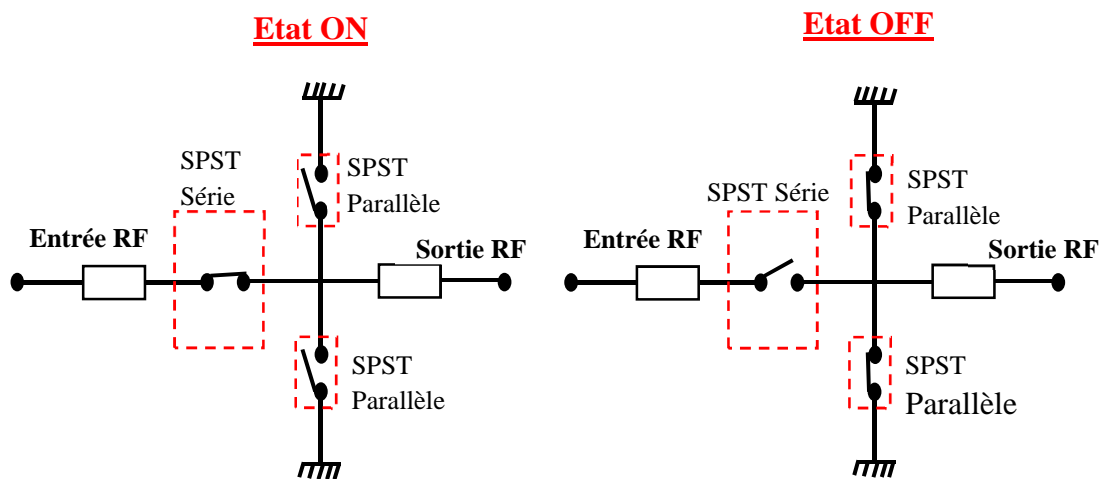 Etat ON
SPST
Série
SPST
Parallèle
Entrée RF
Sortie RF
SPST
Parallèle
Etat OFF
SPST
Parallèle
SPST Série
Entrée RF
Sortie RF
SPST
Parallèle